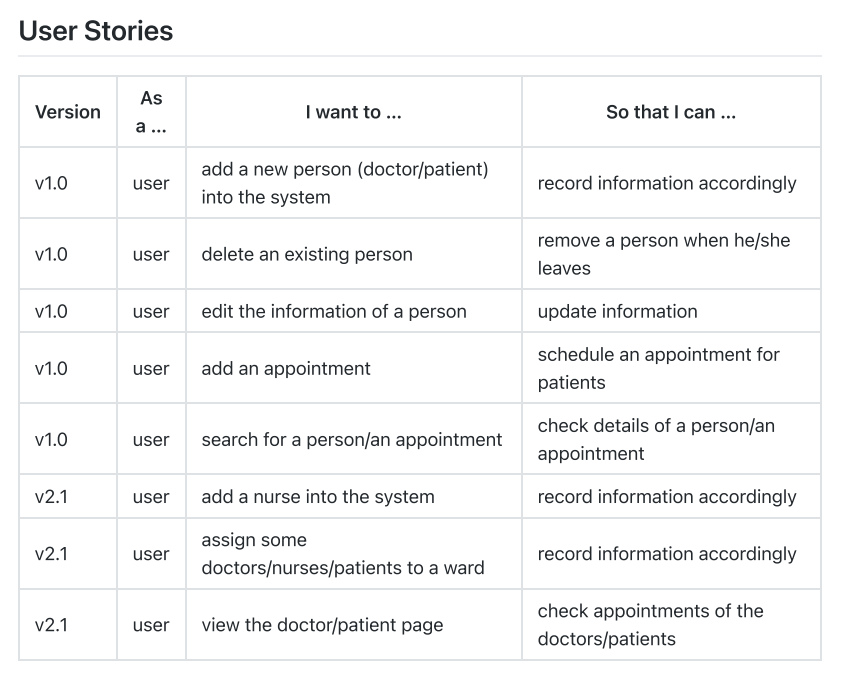 User Stories
Version
As
a ...
I want to ...
So that I can ...
v1.0
user
add a new person (doctor/patient)
into the system
record information accordingly
v1.0
user
delete an existing person
remove a person when he/she
leaves
v1.0
user
edit the information of a person
update information
v1.0
user
add an appointment
schedule an appointment for
patients
v1.0
user
search for a person/an appointment
check details of a person/an
appointment
v2.1
user
add a nurse into the system
record information accordingly
v2.1
user
assign some
doctors/nurses/patients to a ward
record information accordingly
v2.1
user
view the doctor/patient page
check appointments of the
doctors/patients